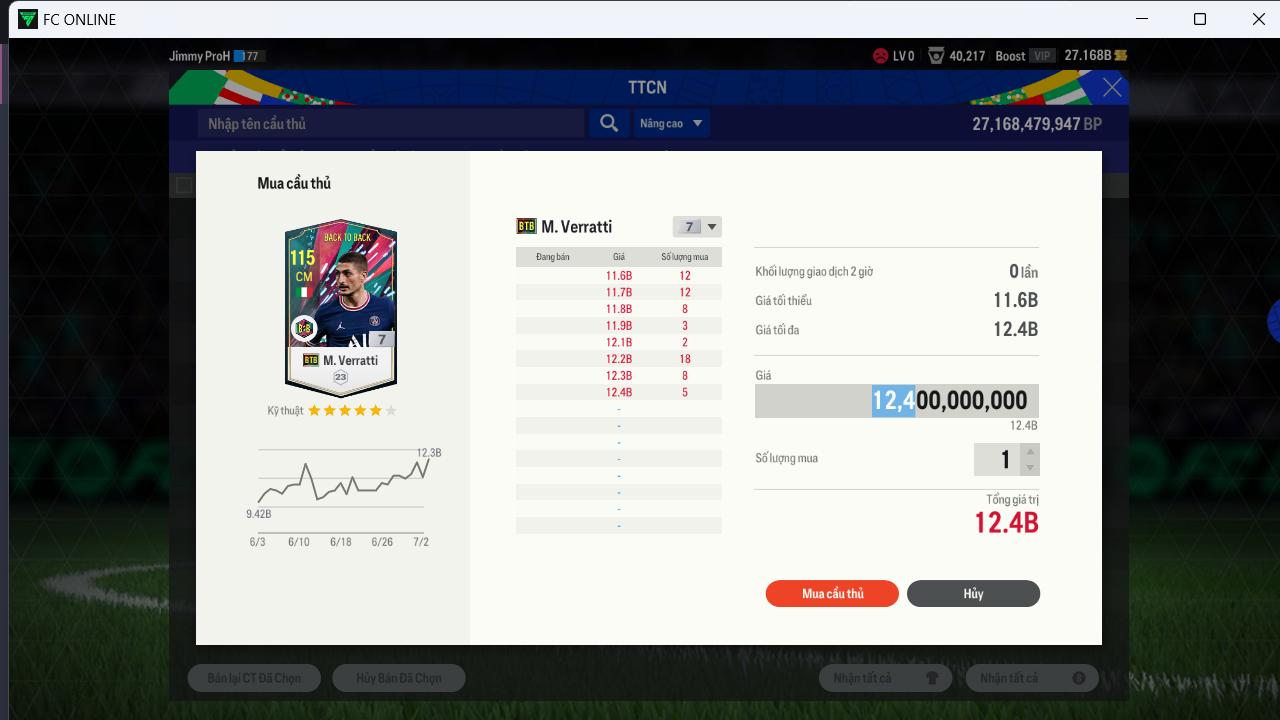 FC ONLINE
Jimmy ProH 177 LV 0 40,217 Boost VIP 27.168B
TTCN
Nhập tên cầu thủ Nâng cao 27,168,479,947 BP
Mua cầu thủ
BACK TO BACK
115
CM
7
BTB M. Verratti
23
Kỹ thuật
12.3B
9.42B
6/3 6/10 6/18 6/26 7/2
BTB M. Verratti 7
Đang bán Giá Số lượng mua
11.6B 12
11.7B 12
11.8B 8
11.9B 3
12.1B 2
12.2B 18
12.3B 8
12.4B 5
-
-
-
-
-
-
-
-
Khối lượng giao dịch 2 giờ 0 lần
Giá tối thiểu 11.6B
Giá tối đa 12.4B
Giá
12,400,000,000
12.4B
Số lượng mua 1
Tổng giá trị
12.4B
Mua cầu thủ Hủy
Bán lại CT Đã Chọn Hủy Bán Đã Chọn Nhận tất cả Nhận tất cả